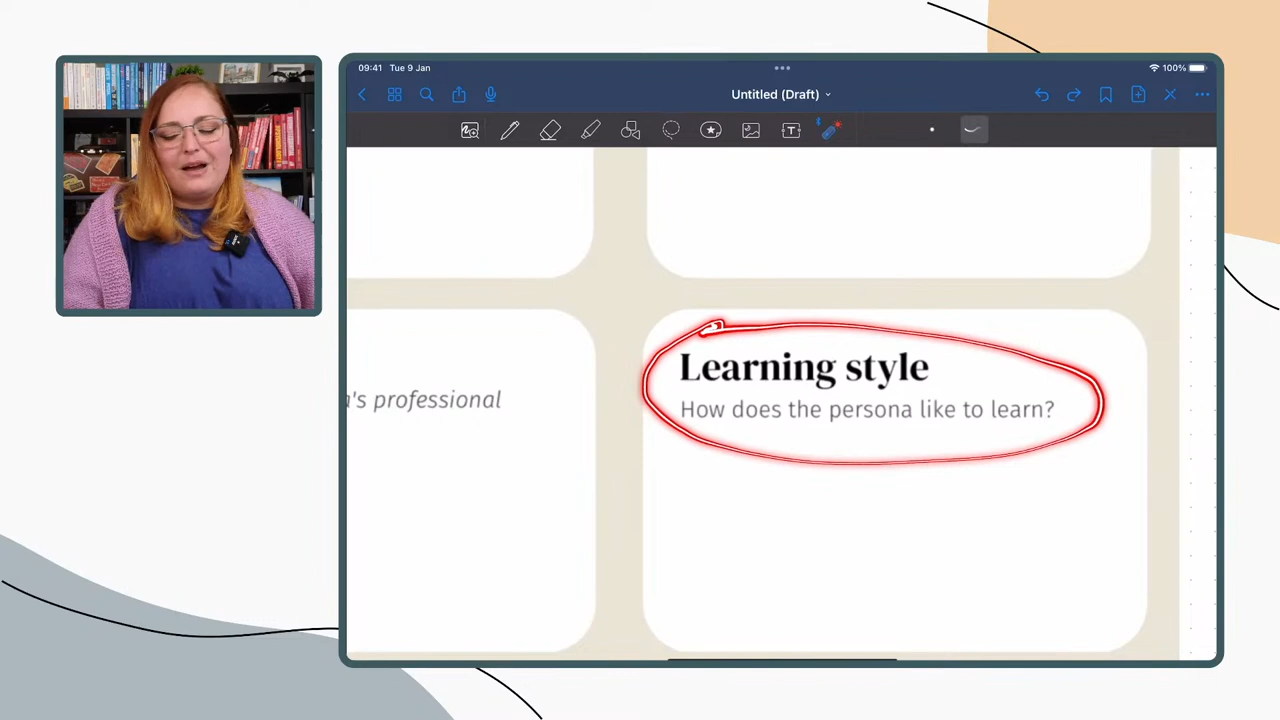 09:41 Tue 9 Jan
100%
Untitled (Draft)
T
a's professional
Learning style
How does the persona like to learn?